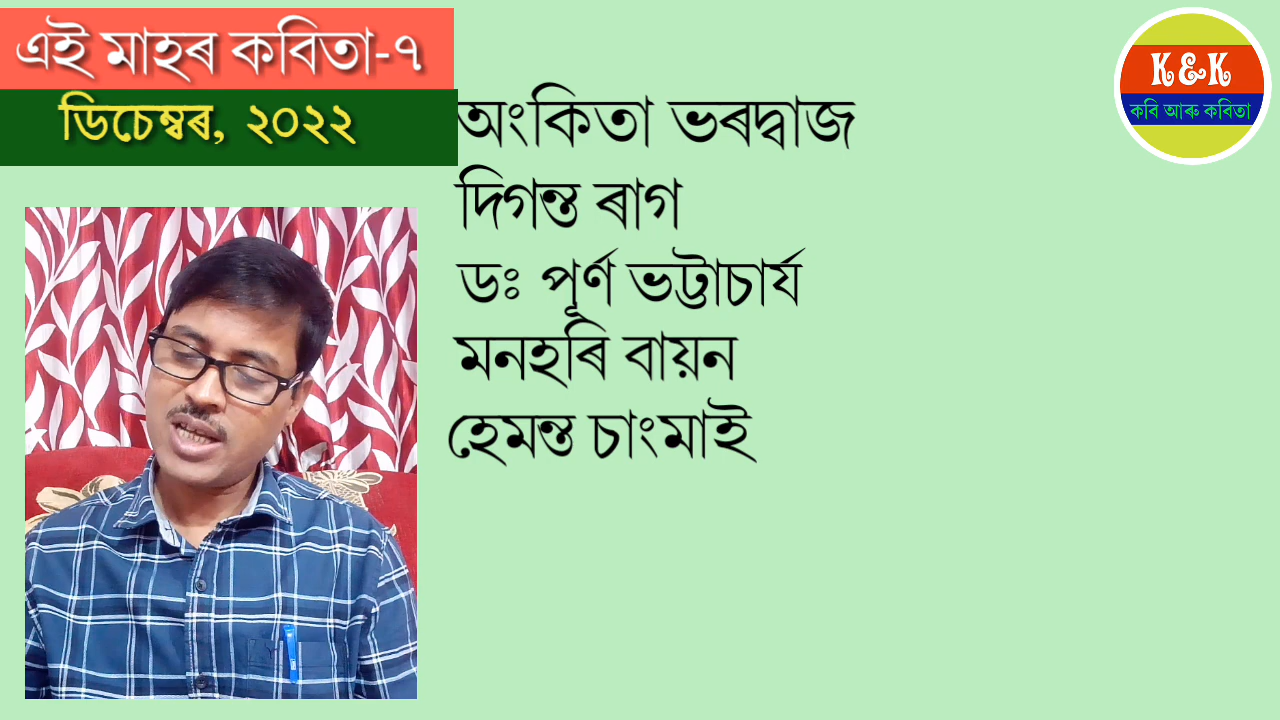 এই মাহৰ কবিতা-৭
ডিচেম্বৰ, ২০২২
K&K
কবি আৰু কবিতা
অংকিতা ভৰদ্বাজ
দিগন্ত ৰাগ
ডঃ পূৰ্ণ ভট্টাচাৰ্য
মনহৰি বায়ন
হেমন্ত চাংমাই